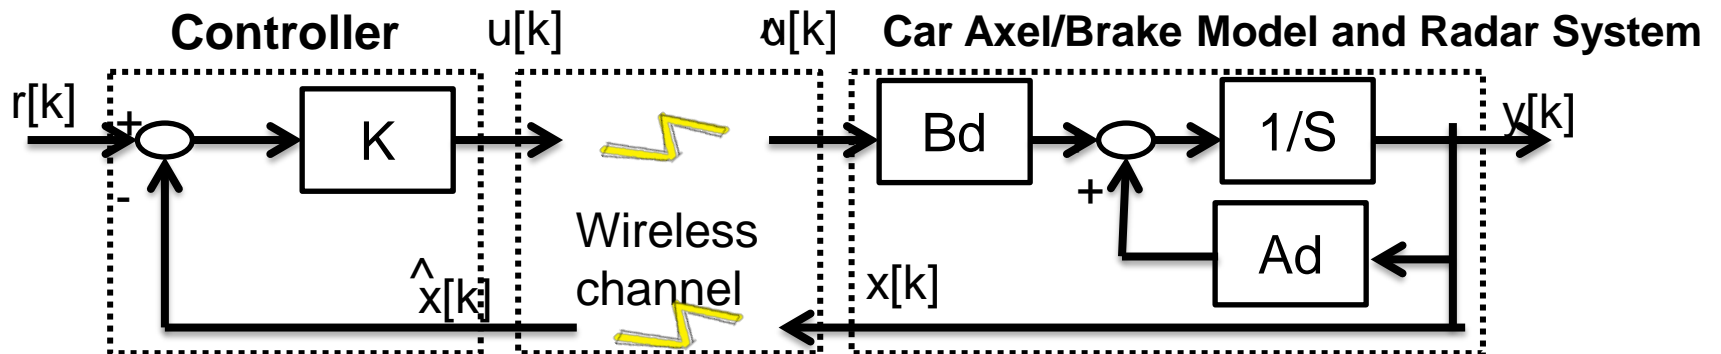 Controller
u[k]
^u[k]
Car Axel/Brake Model and Radar System
r[k]
+
K
Bd
1/S
y[k]
-
+
Wireless
channel
Ad
^
x[k]
x[k]